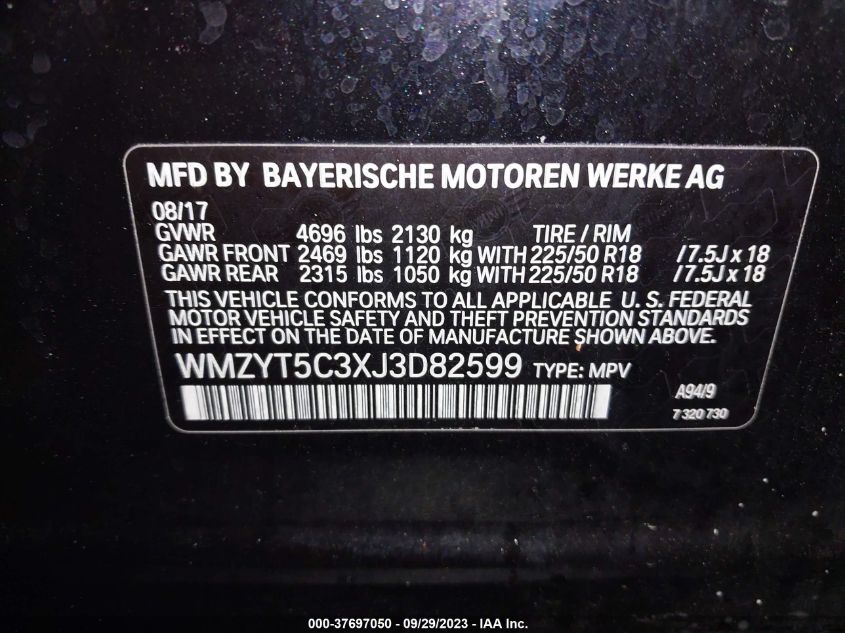 MFD BY BAYERISCHE MOTOREN WERKE AG
08/17
GVWR 4696 lbs 2130 kg TIRE / RIM
GAWR FRONT 2469 lbs 1120 kg WITH 225/50 R18 /7.5J x 18
GAWR REAR 2315 lbs 1050 kg WITH 225/50 R18 /7.5J x 18
THIS VEHICLE CONFORMS TO ALL APPLICABLE U. S. FEDERAL
MOTOR VEHICLE SAFETY AND THEFT PREVENTION STANDARDS
IN EFFECT ON THE DATE OF MANUFACTURE SHOWN ABOVE.
WMZYT5C3XJ3D82599 TYPE: MPV
A94/9
7 320 730
000-37697050 - 09/29/2023 - IAA Inc.